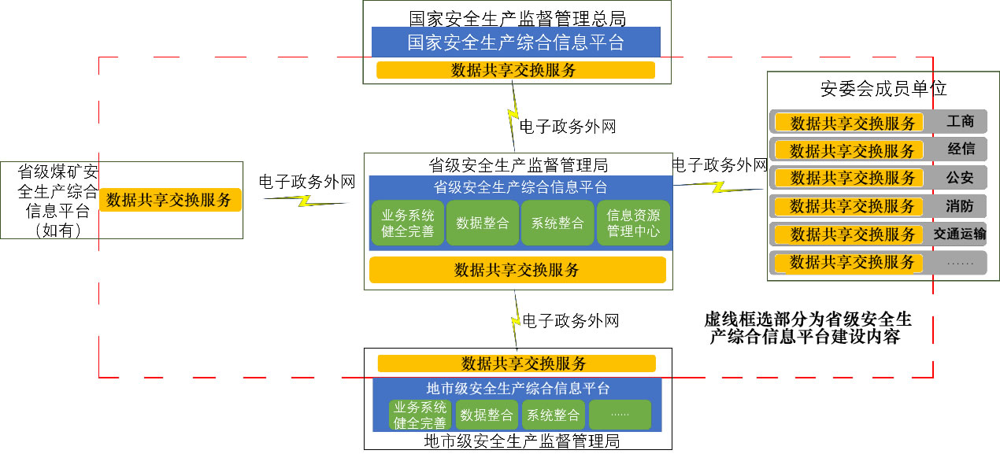 国家安全生产监督管理总局
国家安全生产综合信息平台
数据共享交换服务
电子政务外网
安委会成员单位
数据共享交换服务 工商
数据共享交换服务 经信
数据共享交换服务 公安
数据共享交换服务 消防
数据共享交换服务 交通运输
数据共享交换服务 ......
省级煤矿安
全生产综合
信息平台
（如有）
数据共享交换服务
电子政务外网
省级安全生产监督管理局
省级安全生产综合信息平台
业务系统
健全完善
数据整合
系统整合
信息资源
管理中心
数据共享交换服务
电子政务外网
电子政务外网
虚线框选部分为省级安全生
产综合信息平台建设内容
数据共享交换服务
地市级安全生产综合信息平台
业务系统
健全完善
数据整合
系统整合
......
地市级安全生产监督管理局